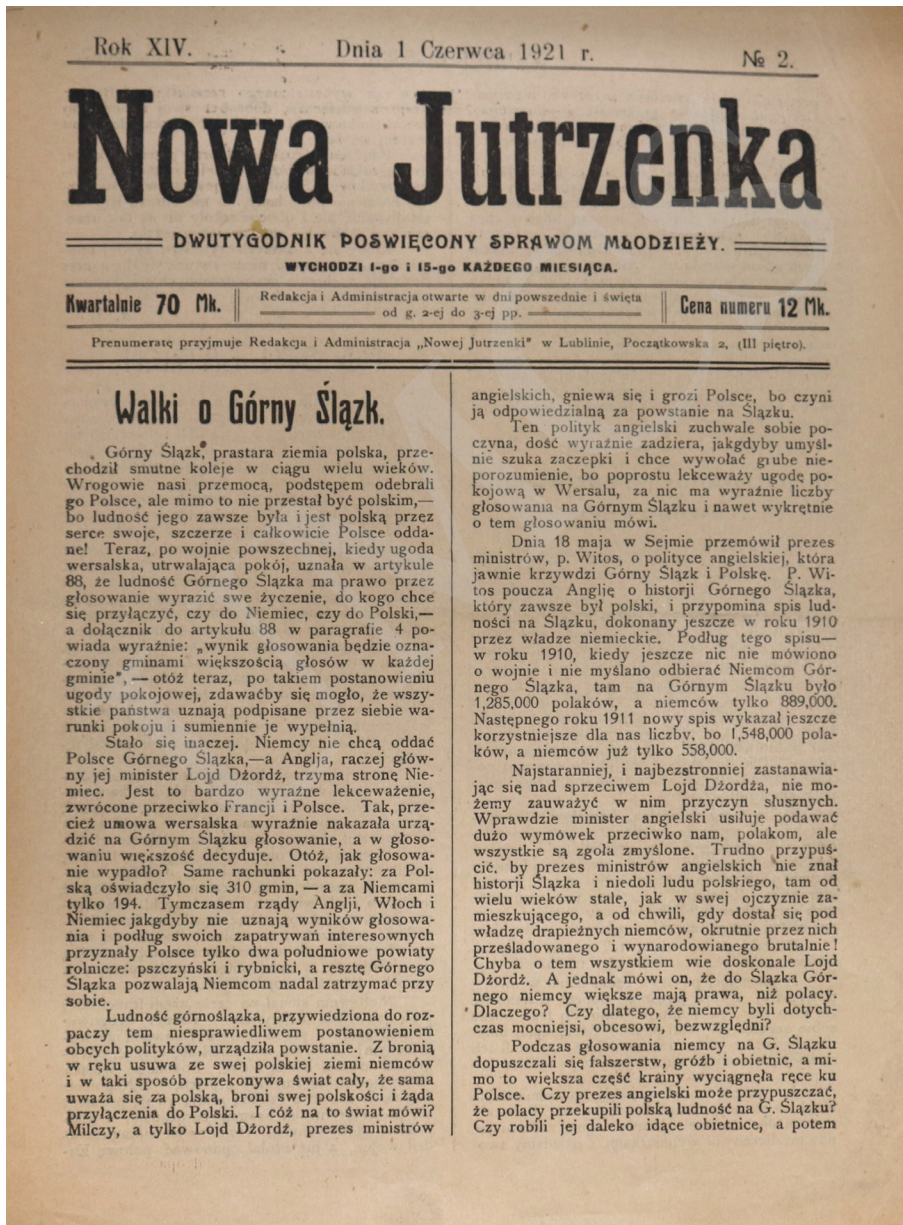 Rok XIV.
Dnia 1 Czerwca 1921 r.
№ 2.
Nowa Jutrzenka
DWUTYGODNIK POSWIĘCONY SPRAWOM MŁODZIEŻY.
WYCHODZI 1-go i 15-go KAŻDEGO MIESIĄCA.
Kwartalnie 70 Mk.
Redakcja i Administracja otwarte w dni powszednie i święta
od g. 2-ej do 3-ej pp.
Cena numeru 12 Mk.
Prenumeratę przyjmuje Redakcja i Administracja „Nowej Jutrzenki" w Lublinie, Początkowska 2, (III piętro).
Walki o Górny Ślązk.
Górny Ślązk, prastara ziemia polska, prze-
chodził smutne koleje w ciągu wielu wieków.
Wrogowie nasi przemocą, podstępem odebrali
go Polsce, ale mimo to nie przestał być polskim,—
bo ludność jego zawsze była i jest polską przez
serce swoje, szczerze i całkowicie Polsce odda-
ne! Teraz, po wojnie powszechnej, kiedy ugoda
wersalska, utrwalająca pokój, uznała w artykule
88, że ludność Górnego Ślązka ma prawo przez
głosowanie wyrazić swe życzenie, do kogo chce
się przyłączyć, czy do Niemiec, czy do Polski,—
a dołącznik do artykułu 88 w paragrafie 4 po-
wiada wyraźnie: „wynik głosowania będzie ozna-
czony gminami większością głosów w każdej
gminie", — otóż teraz, po takiem postanowieniu
ugody pokojowej, zdawaćby się mogło, że wszy-
stkie państwa uznają podpisane przez siebie wa-
runki pokoju i sumiennie je wypełnią.
Stało się inaczej. Niemcy nie chcą oddać
Polsce Górnego Ślązka,—a Anglja, raczej głów-
ny jej minister Lojd Dżordż, trzyma stronę Nie-
miec. Jest to bardzo wyraźne lekceważenie,
zwrócone przeciwko Francji i Polsce. Tak, prze-
cież umowa wersalska wyraźnie nakazała urzą-
dzić na Górnym Ślązku głosowanie, a w głoso-
waniu większość decyduje. Otóż, jak głosowa-
nie wypadło? Same rachunki pokazały: za Pol-
ską oświadczyło się 310 gmin, — a za Niemcami
tylko 194. Tymczasem rządy Anglji, Włoch i
Niemiec jakgdyby nie uznają wyników głosowa-
nia i podług swoich zapatrywań interesownych
przyznały Polsce tylko dwa południowe powiaty
rolnicze: pszczyński i rybnicki, a resztę Górnego
Ślązka pozwalają Niemcom nadal zatrzymać przy
sobie.
Ludność górnoślązka, przywiedziona do roz-
paczy tem niesprawiedliwem postanowieniem
obcych polityków, urządziła powstanie. Z bronią
w ręku usuwa ze swej polskiej ziemi niemców
i w taki sposób przekonywa świat cały, że sama
uważa się za polską, broni swej polskości i żąda
przyłączenia do Polski. I cóż na to świat mówi?
Milczy, a tylko Lojd Dżordż, prezes ministrów
angielskich, gniewa się i grozi Polsce, bo czyni
ją odpowiedzialną za powstanie na Ślązku.
Ten polityk angielski zuchwale sobie po-
czyna, dość wyraźnie zadziera, jakgdyby umyśl-
nie szuka zaczepki i chce wywołać grube nie-
porozumienie, bo poprostu lekceważy ugodę po-
kojową w Wersalu, za nic ma wyraźnie liczby
głosowania na Górnym Ślązku i nawet wykrętnie
o tem głosowaniu mówi.
Dnia 18 maja w Sejmie przemówił prezes
ministrów, p. Witos, o polityce angielskiej, która
jawnie krzywdzi Górny Ślązk i Polskę. P. Wi-
tos poucza Anglję o historji Górnego Ślązka,
który zawsze był polski, i przypomina spis lud-
ności na Ślązku, dokonany jeszcze w roku 1910
przez władze niemieckie. Podług tego spisu—
w roku 1910, kiedy jeszcze nic nie mówiono
o wojnie i nie myślano odbierać Niemcom Gór-
nego Ślązka, tam na Górnym Ślązku było
1,285,000 polaków, a niemców tylko 889,000.
Następnego roku 1911 nowy spis wykazał jeszcze
korzystniejsze dla nas liczby, bo 1,548,000 pola-
ków, a niemców już tylko 558,000.
Najstaranniej, i najbezstronniej zastanawia-
jąc się nad sprzeciwem Lojd Dżordża, nie mo-
żemy zauważyć w nim przyczyn słusznych.
Wprawdzie minister angielski usiłuje podawać
dużo wymówek przeciwko nam, polakom, ale
wszystkie są zgoła zmyślone. Trudno przypuś-
cić, by prezes ministrów angielskich nie znał
historji Ślązka i niedoli ludu polskiego, tam od
wielu wieków stale, jak w swej ojczyznie za-
mieszkującego, a od chwili, gdy dostał się pod
władzę drapieżnych niemców, okrutnie przez nich
prześladowanego i wynarodowianego brutalnie!
Chyba o tem wszystkiem wie doskonale Lojd
Dżordż. A jednak mówi on, że do Ślązka Gór-
nego niemcy większe mają prawa, niż polacy.
Dlaczego? Czy dlatego, że niemcy byli dotych-
czas mocniejsi, obcesowi, bezwzględni?
Podczas głosowania niemcy na G. Ślązku
dopuszczali się fałszerstw, gróźb i obietnic, a mi-
mo to większa część krainy wyciągnęła ręce ku
Polsce. Czy prezes angielski może przypuszczać,
że polacy przekupili polską ludność na G. Ślązku?
Czy robili jej daleko idące obietnice, a potem